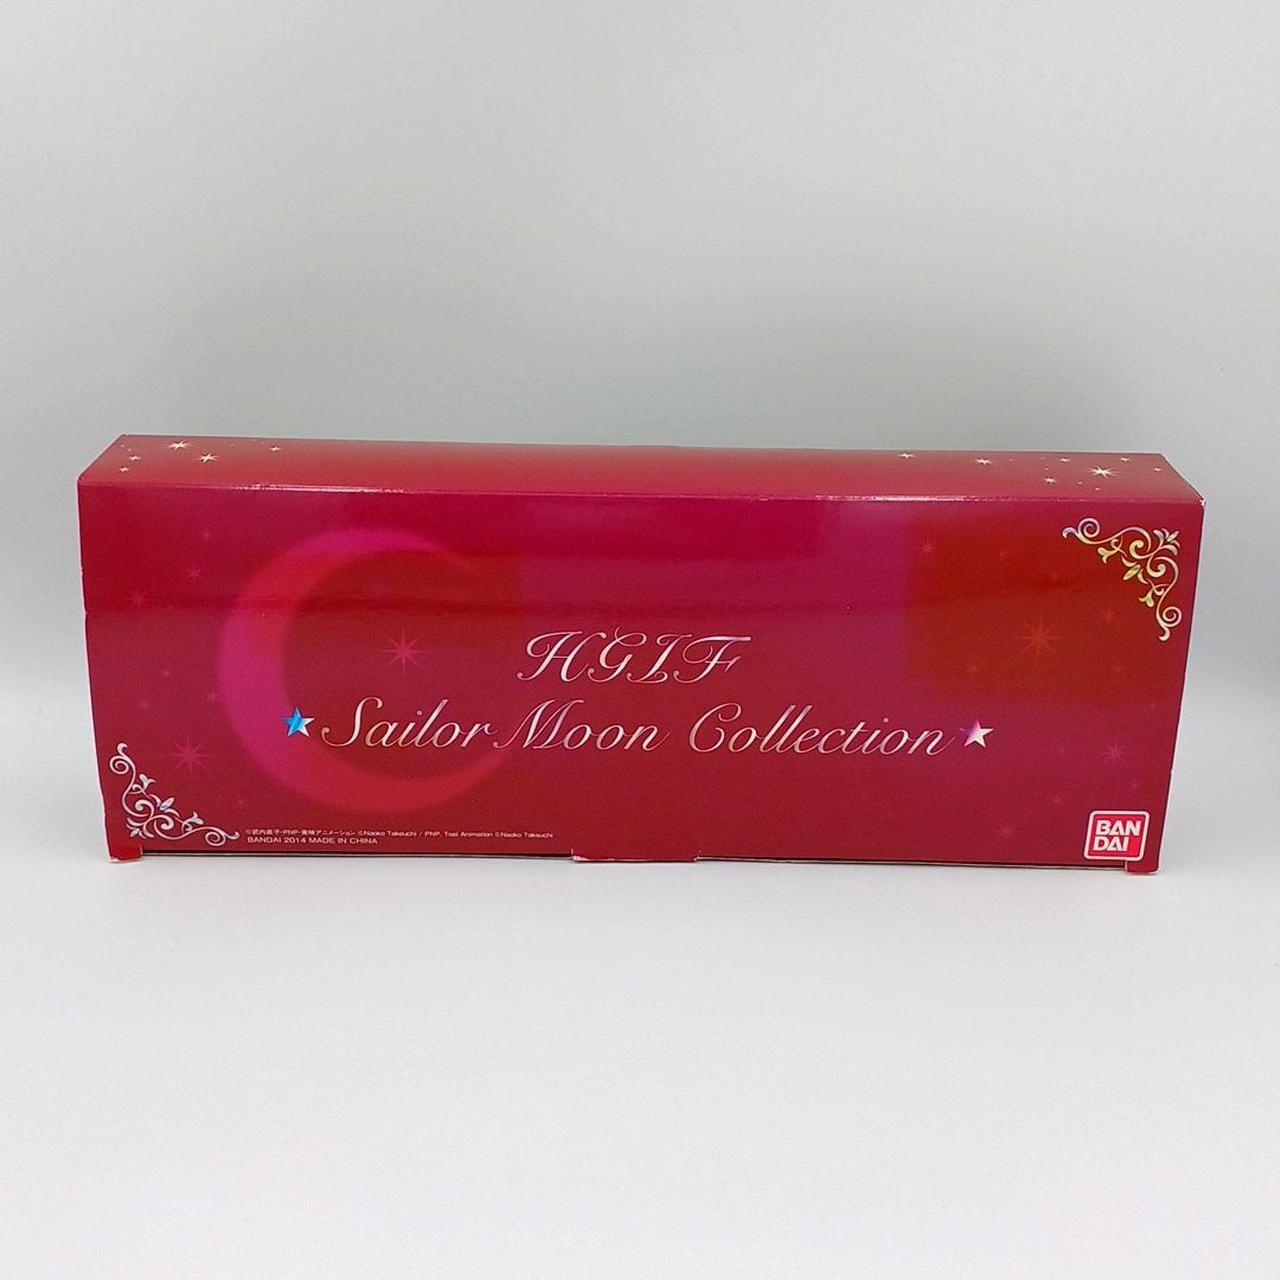 HGIF
Sailor Moon Collection
©武内直子・PNP・東映アニメーション ©Naoko Takeuchi / PNP, Toei Animation ©Naoko Takeuchi
BANDAI 2014 MADE IN CHINA
BAN
DAI